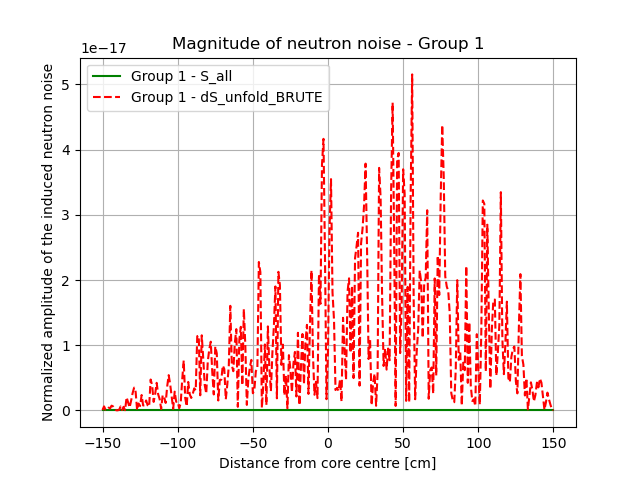 Magnitude of neutron noise - Group 1
1e−17
Group 1 - S_all
Group 1 - dS_unfold_BRUTE
Normalized amplitude of the induced neutron noise
5
4
3
2
1
0
−150 −100 −50 0 50 100 150
Distance from core centre [cm]